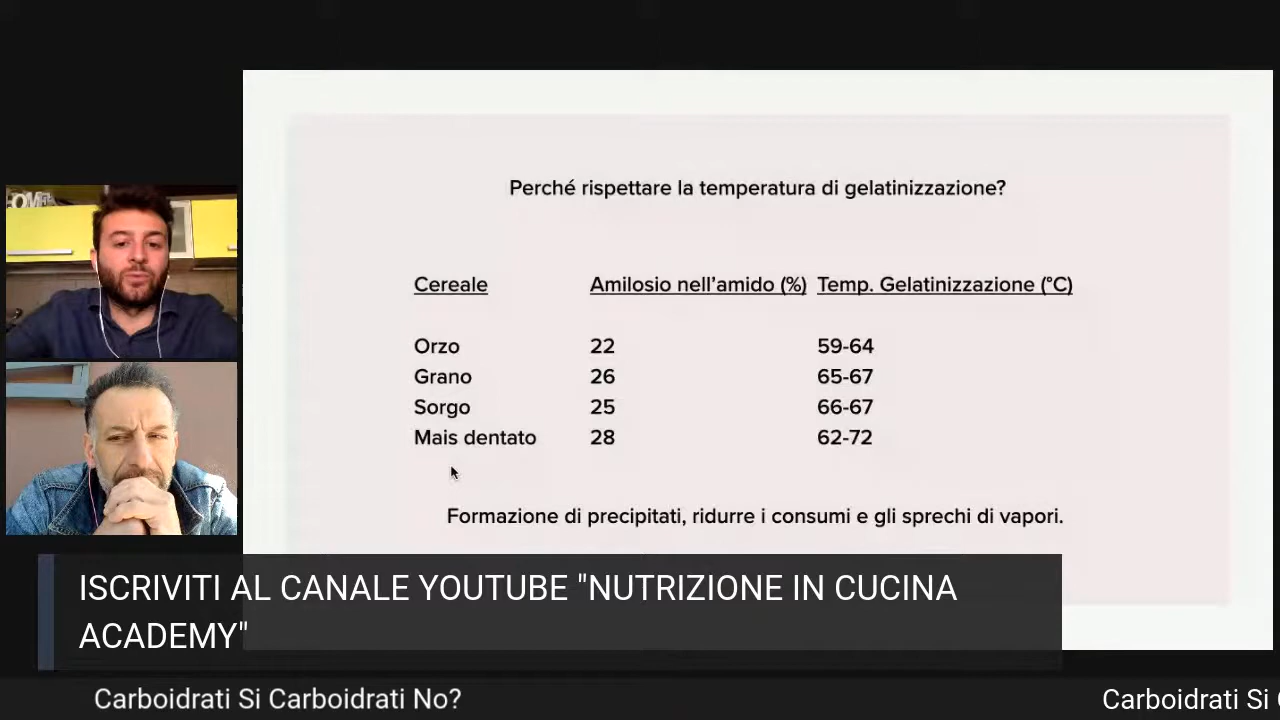 OME
Perché rispettare la temperatura di gelatinizzazione?
Cereale Amilosio nell'amido (%) Temp. Gelatinizzazione (°C)
Orzo 22 59-64
Grano 26 65-67
Sorgo 25 66-67
Mais dentato 28 62-72
Formazione di precipitati, ridurre i consumi e gli sprechi di vapori.
ISCRIVITI AL CANALE YOUTUBE "NUTRIZIONE IN CUCINA
ACADEMY"
Carboidrati Si Carboidrati No? Carboidrati Si